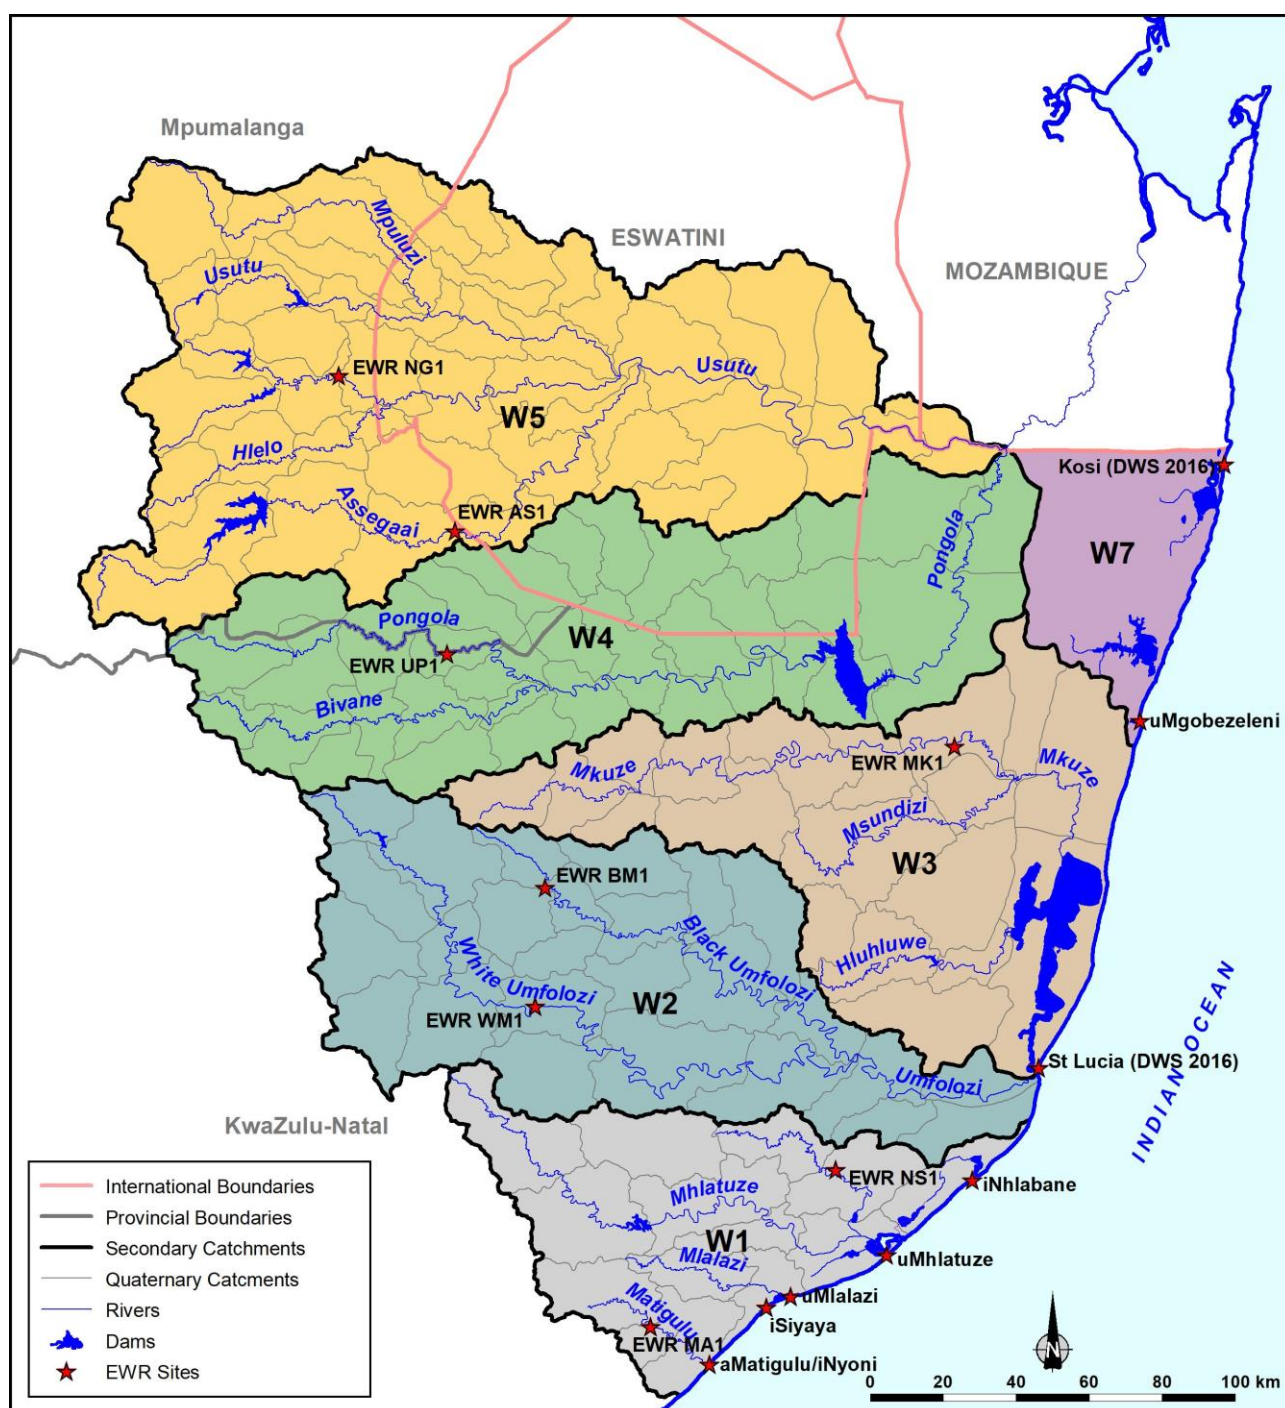 Mpumalanga
Mpuluzi
ESWATINI
MOZAMBIQUE
Usutu
EWR NG1
Usutu
W5
Hlelo
Kosi (DWS 2016)
Assegaai
EWR AS1
Pongola
W7
Pongola
W4
EWR UP1
Bivane
uMgobezeleni
EWR MK1
Mkuze
Mkuze
Msundizi
W3
EWR BM1
Black Umfolozi
Hluhluwe
White Umfolozi
W2
EWR WM1
INDIAN OCEAN
St Lucia (DWS 2016)
Umfolozi
KwaZulu-Natal
EWR NS1
iNhlabane
Mhlatuze
W1
uMhlatuze
Mlalazi
uMlalazi
iSiyaya
Matigulu
EWR MA1
aMatigulu/iNyoni
International Boundaries
Provincial Boundaries
Secondary Catchments
Quaternary Catcments
Rivers
Dams
EWR Sites
N
0 20 40 60 80 100 km